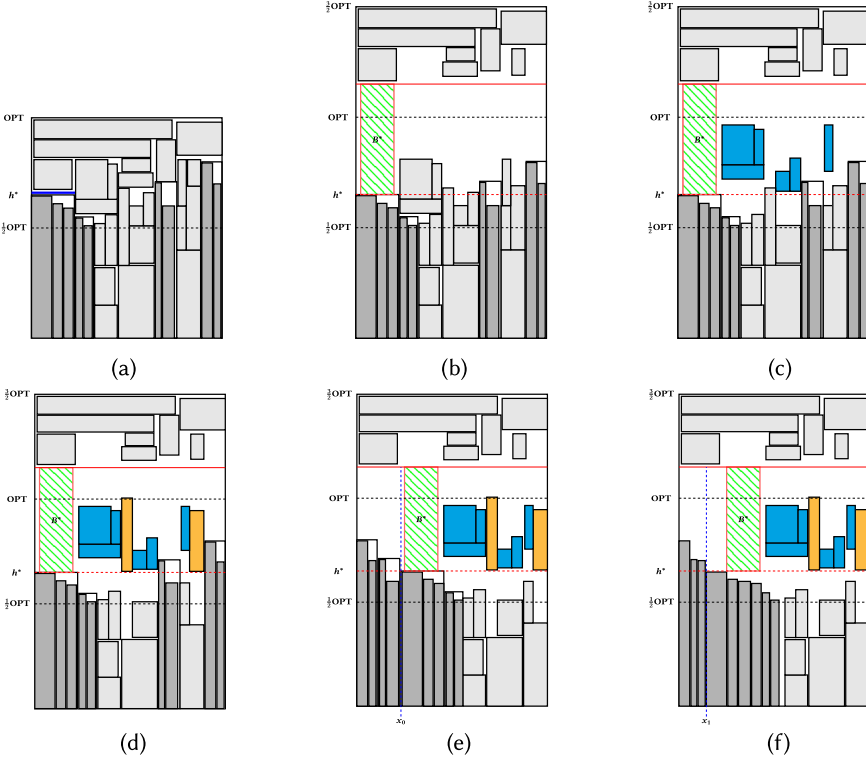 OPT
h*
½OPT
(a)
3/2OPT
OPT
B*
h*
½OPT
(b)
3/2OPT
OPT
B*
h*
½OPT
(c)
3/2OPT
OPT
B*
h*
½OPT
(d)
3/2OPT
OPT
B*
h*
½OPT
x₀
(e)
3/2OPT
OPT
B*
h*
½OPT
x₁
(f)